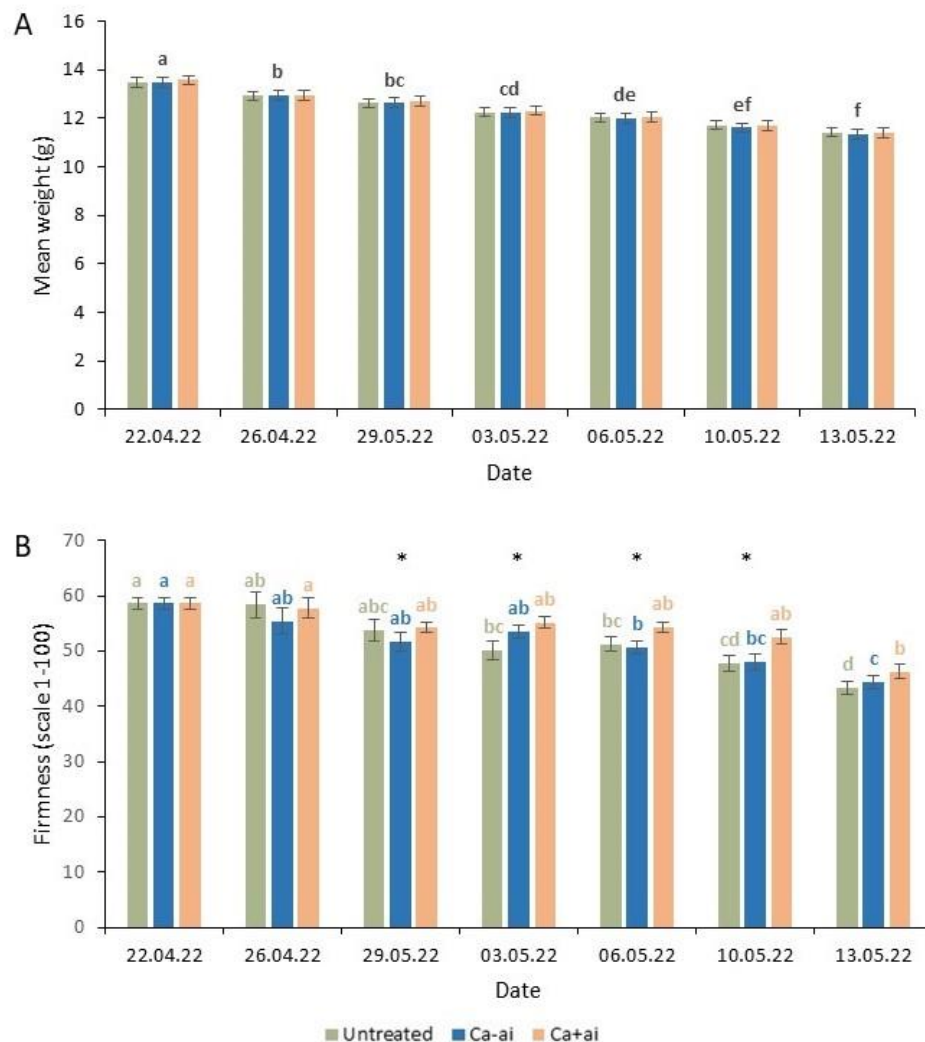 A
16
14
12
10
8
6
4
2
0
Mean weight (g)
a b bc cd de ef f
22.04.22 26.04.22 29.05.22 03.05.22 06.05.22 10.05.22 13.05.22
Date
B
70
60
50
40
30
20
10
0
Firmness (scale 1-100)
* * * *
a a a ab ab a abc ab ab bc ab ab bc b ab cd bc ab d c b
22.04.22 26.04.22 29.05.22 03.05.22 06.05.22 10.05.22 13.05.22
Date
Untreated Ca-ai Ca+ai